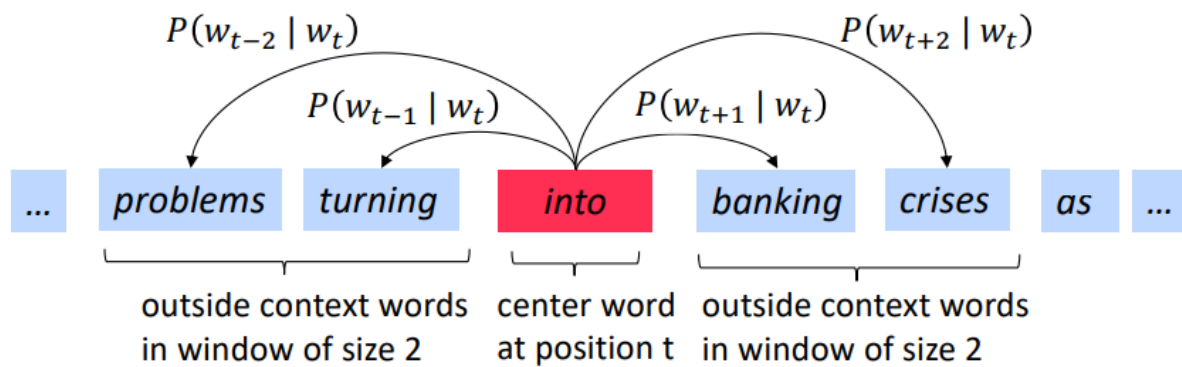 P(w_{t-2} | w_t) P(w_{t+2} | w_t)
P(w_{t-1} | w_t) P(w_{t+1} | w_t)
... problems turning into banking crises as ...
outside context words center word outside context words
in window of size 2 at position t in window of size 2